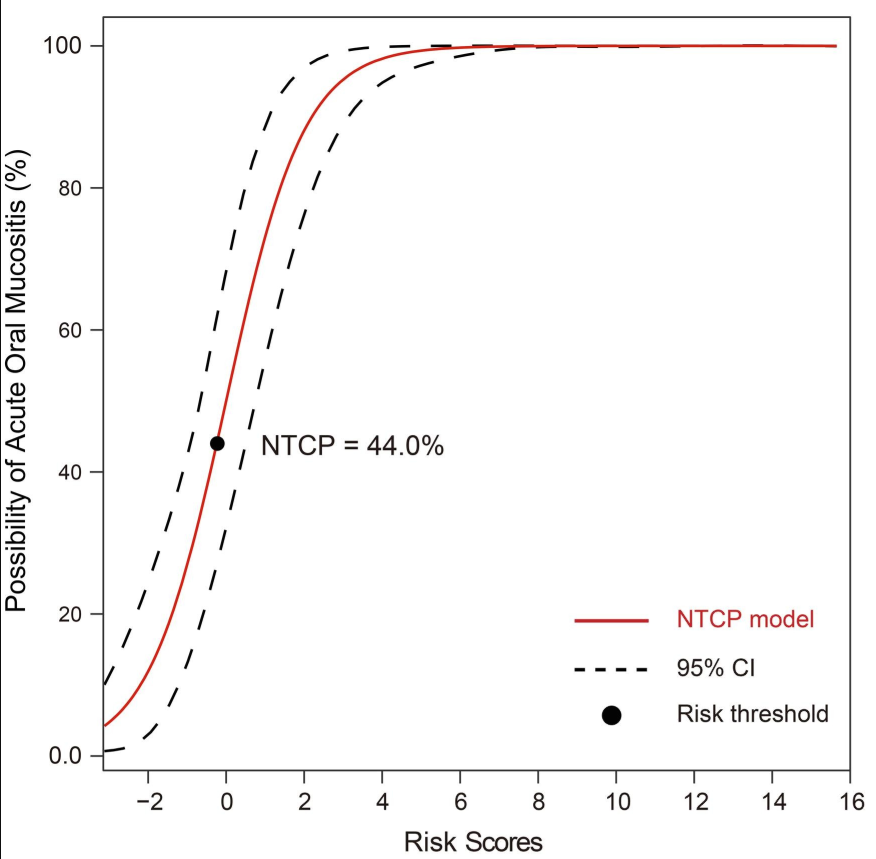 Possibility of Acute Oral Mucositis (%)
100
80
60
40
20
0.0
NTCP = 44.0%
NTCP model
95% CI
Risk threshold
−2 0 2 4 6 8 10 12 14 16
Risk Scores